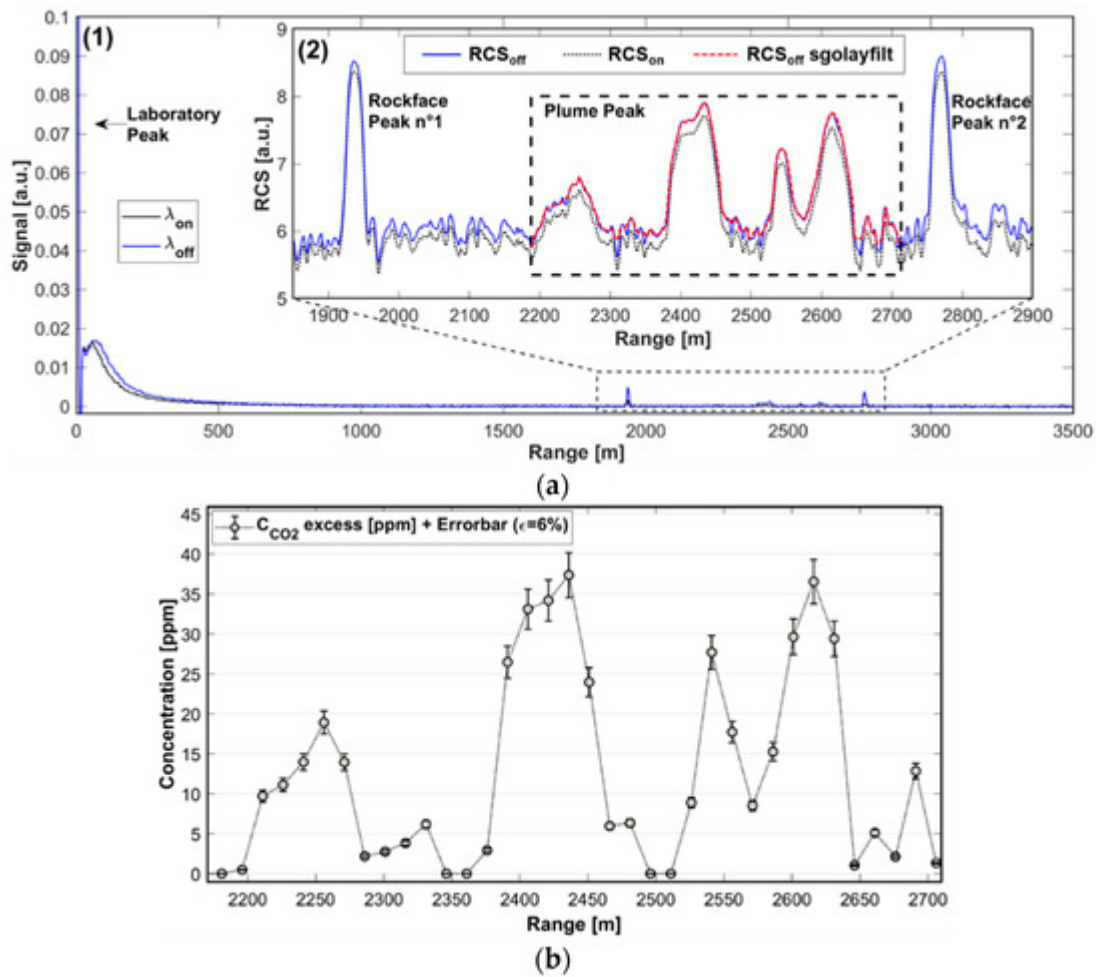 (1)
0.1
0.09
0.08
0.07
0.06
0.05
0.04
0.03
0.02
0.01
0
Signal [a.u.]
Laboratory
Peak
λon
λoff
(2)
RCSoff RCSon RCSoff sgolayfilt
9
8
7
6
5
RCS [a.u.]
Rockface
Peak n°1
Plume Peak
Rockface
Peak n°2
1900 2000 2100 2200 2300 2400 2500 2600 2700 2800 2900
Range [m]
0 500 1000 1500 2000 2500 3000 3500
Range [m]
(a)
CCO2 excess [ppm] + Errorbar (ϵ=6%)
45
40
35
30
25
20
15
10
5
0
Concentration [ppm]
2200 2250 2300 2350 2400 2450 2500 2550 2600 2650 2700
Range [m]
(b)